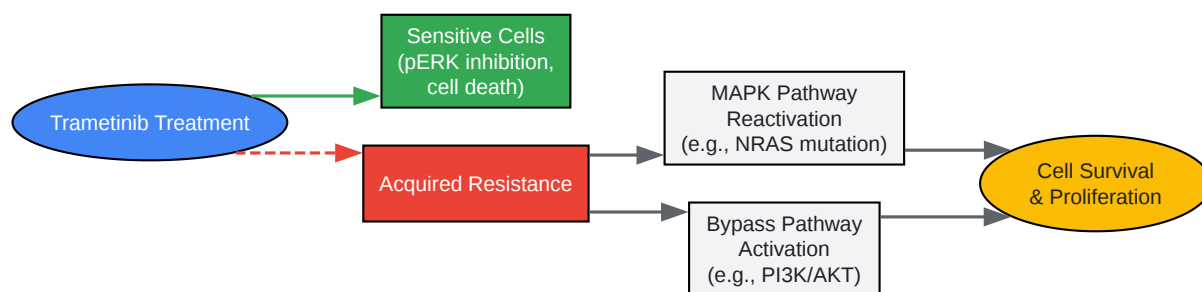 Trametinib Treatment
Sensitive Cells
(pERK inhibition,
cell death)
Acquired Resistance
MAPK Pathway
Reactivation
(e.g., NRAS mutation)
Bypass Pathway
Activation
(e.g., PI3K/AKT)
Cell Survival
& Proliferation